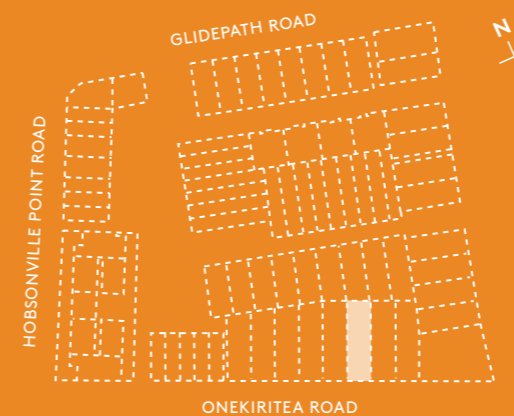 GLIDEPATH ROAD
N
HOBSONVILLE POINT ROAD
ONEKIRITEA ROAD